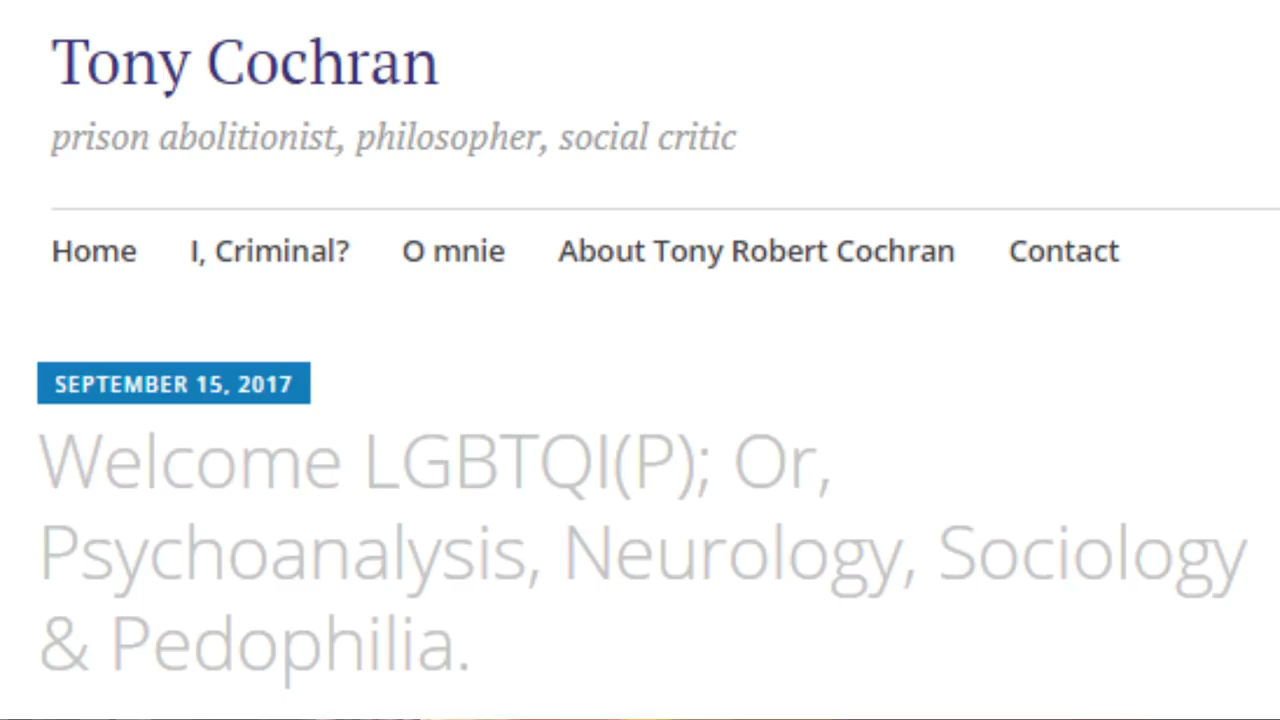 Tony Cochran
prison abolitionist, philosopher, social critic
Home I, Criminal? O mnie About Tony Robert Cochran Contact
SEPTEMBER 15, 2017
Welcome LGBTQI(P); Or,
Psychoanalysis, Neurology, Sociology
& Pedophilia.